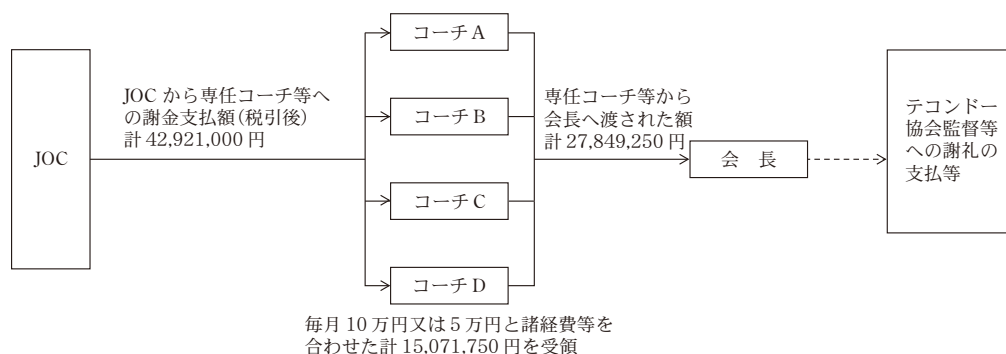 JOC
JOC から専任コーチ等へ
の謝金支払額(税引後)
計 42,921,000 円
コーチ A
コーチ B
コーチ C
コーチ D
毎月 10 万円又は 5 万円と諸経費等を
合わせた計 15,071,750 円を受領
専任コーチ等から
会長へ渡された額
計 27,849,250 円
会 長
テコンドー
協会監督等
への謝礼の
支払等